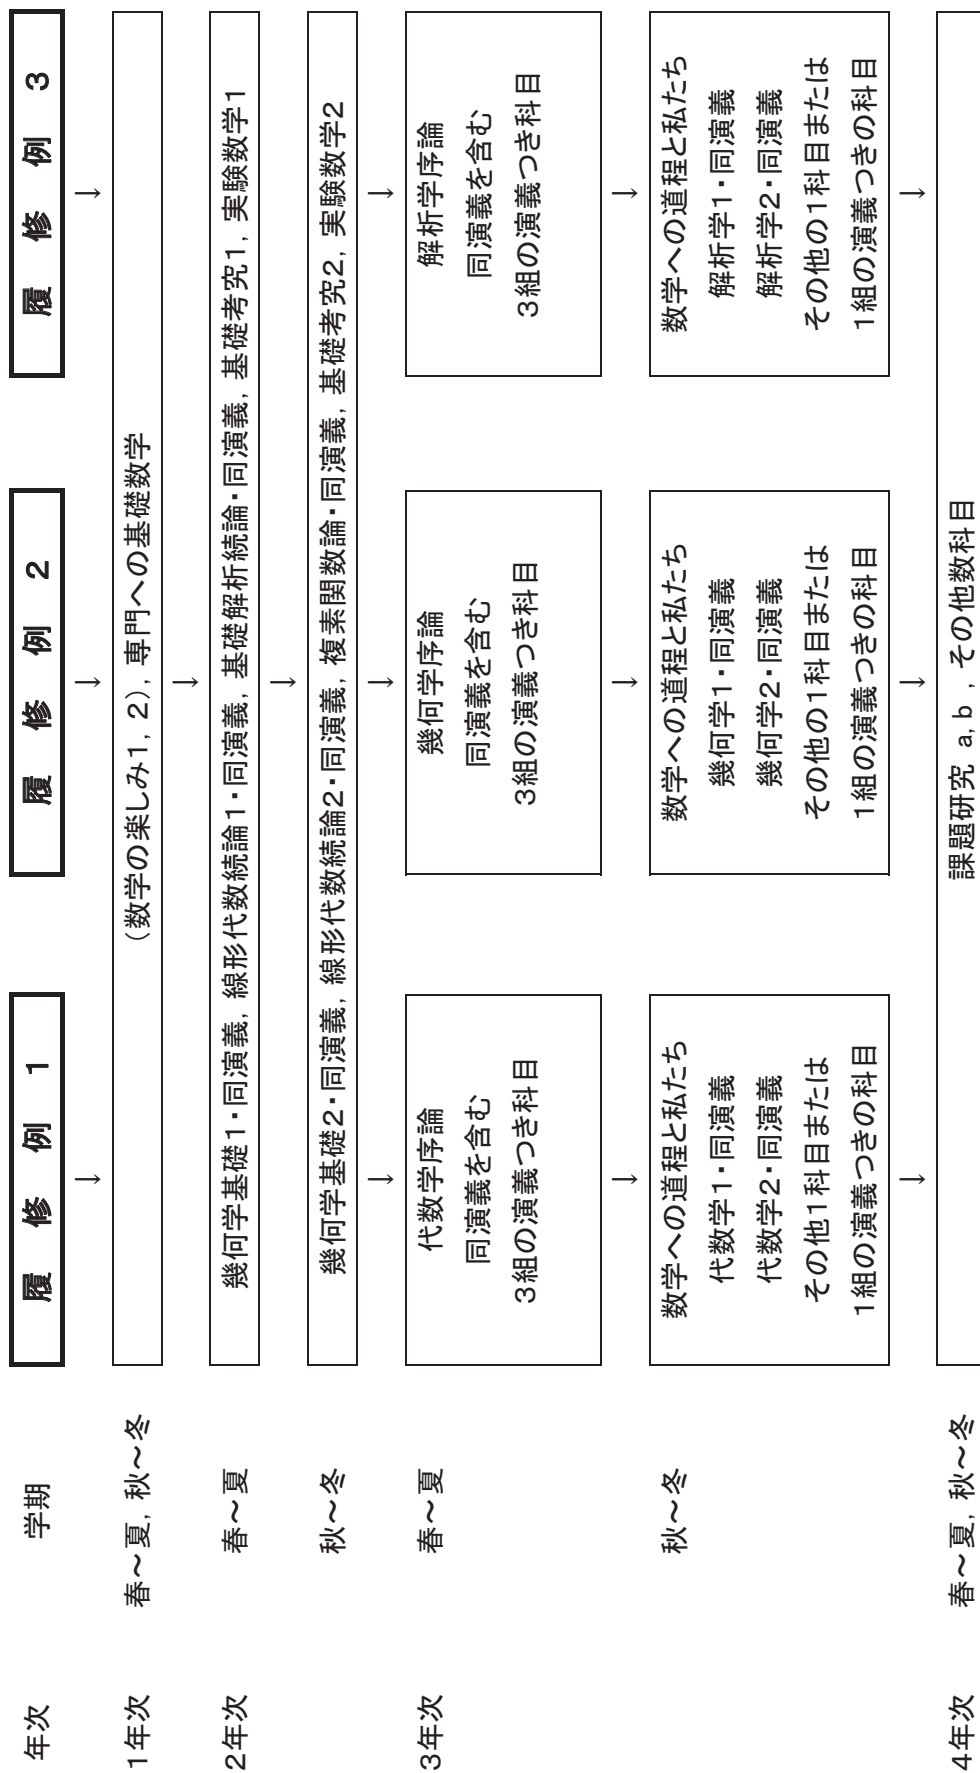 年次 学期 履修例 1 履修例 2 履修例 3
↓ ↓ ↓
1年次 春〜夏, 秋〜冬 (数学の楽しみ1, 2), 専門への基礎数学
↓ ↓
2年次 春〜夏 幾何学基礎1・同演義, 線形代数続論1・同演義, 基礎解析続論・同演義, 基礎考究1, 実験数学1
↓
秋〜冬 幾何学基礎2・同演義, 線形代数続論2・同演義, 複素関数論・同演義, 基礎考究2, 実験数学2
↓ ↓ ↓
3年次 春〜夏
代数学序論
同演義を含む
3組の演義つき科目
幾何学序論
同演義を含む
3組の演義つき科目
解析学序論
同演義を含む
3組の演義つき科目
↓ ↓ ↓
秋〜冬
数学への道程と私たち
代数学1・同演義
代数学2・同演義
その他1科目または
1組の演義つきの科目
数学への道程と私たち
幾何学1・同演義
幾何学2・同演義
その他の1科目または
1組の演義つきの科目
数学への道程と私たち
解析学1・同演義
解析学2・同演義
その他の1科目または
1組の演義つきの科目
↓ ↓ ↓
4年次 春〜夏, 秋〜冬 課題研究 a, b , その他数科目